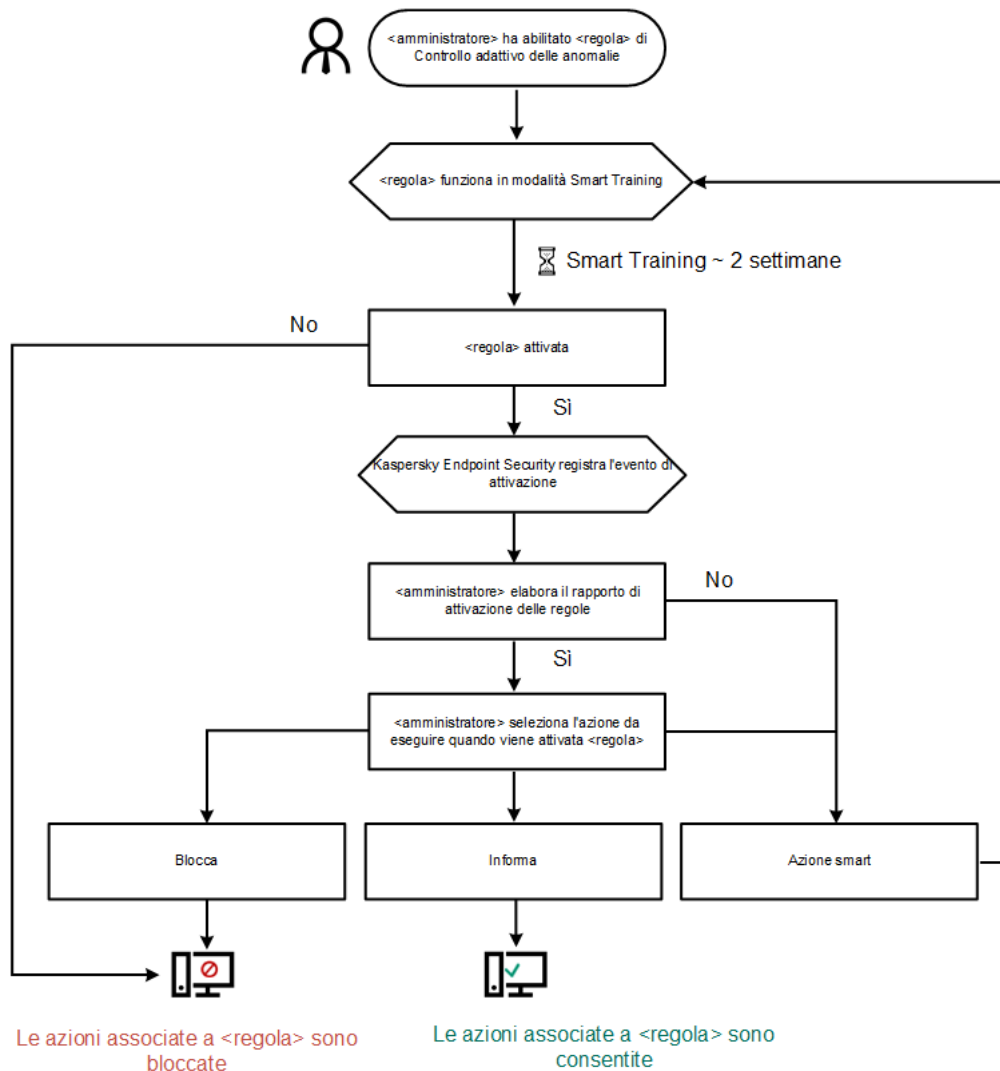 <amministratore> ha abilitato <regola> di
Controllo adattivo delle anomalie
<regola> funziona in modalità Smart Training
Smart Training ~ 2 settimane
No
<regola> attivata
Sì
Kaspersky Endpoint Security registra l'evento di
attivazione
<amministratore> elabora il rapporto di
attivazione delle regole
No
Sì
<amministratore> seleziona l'azione da
eseguire quando viene attivata <regola>
Blocca
Informa
Azione smart
Le azioni associate a <regola> sono
bloccate
Le azioni associate a <regola> sono
consentite